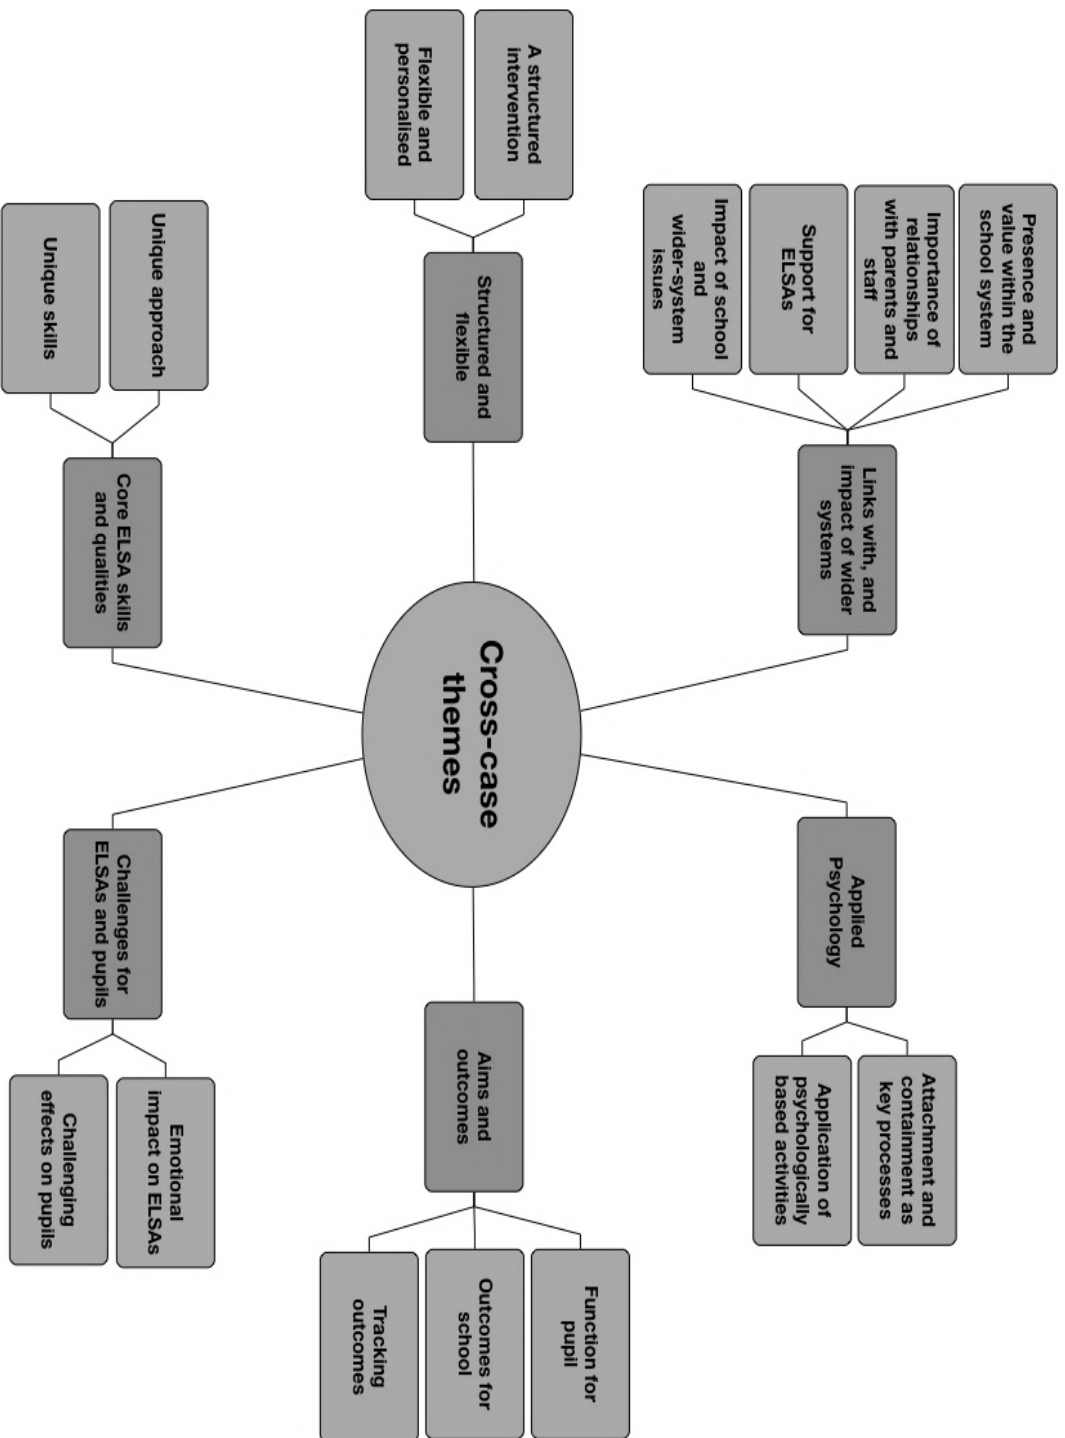 Presence and
value within the
school system
Importance of
relationships
with parents and
staff
Support for
ELSAs
Impact of school
and
wider-system
issues
Links with, and
impact of wider
systems
Applied
Psychology
Attachment and
containment as
key processes
Application of
psychologically
based activities
A structured
intervention
Flexible and
personalised
Structured and
flexible
Cross-case
themes
Aims and
outcomes
Function for
pupil
Outcomes for
school
Tracking
outcomes
Unique approach
Unique skills
Core ELSA skills
and qualities
Challenges for
ELSAs and pupils
Emotional
impact on ELSAs
Challenging
effects on pupils